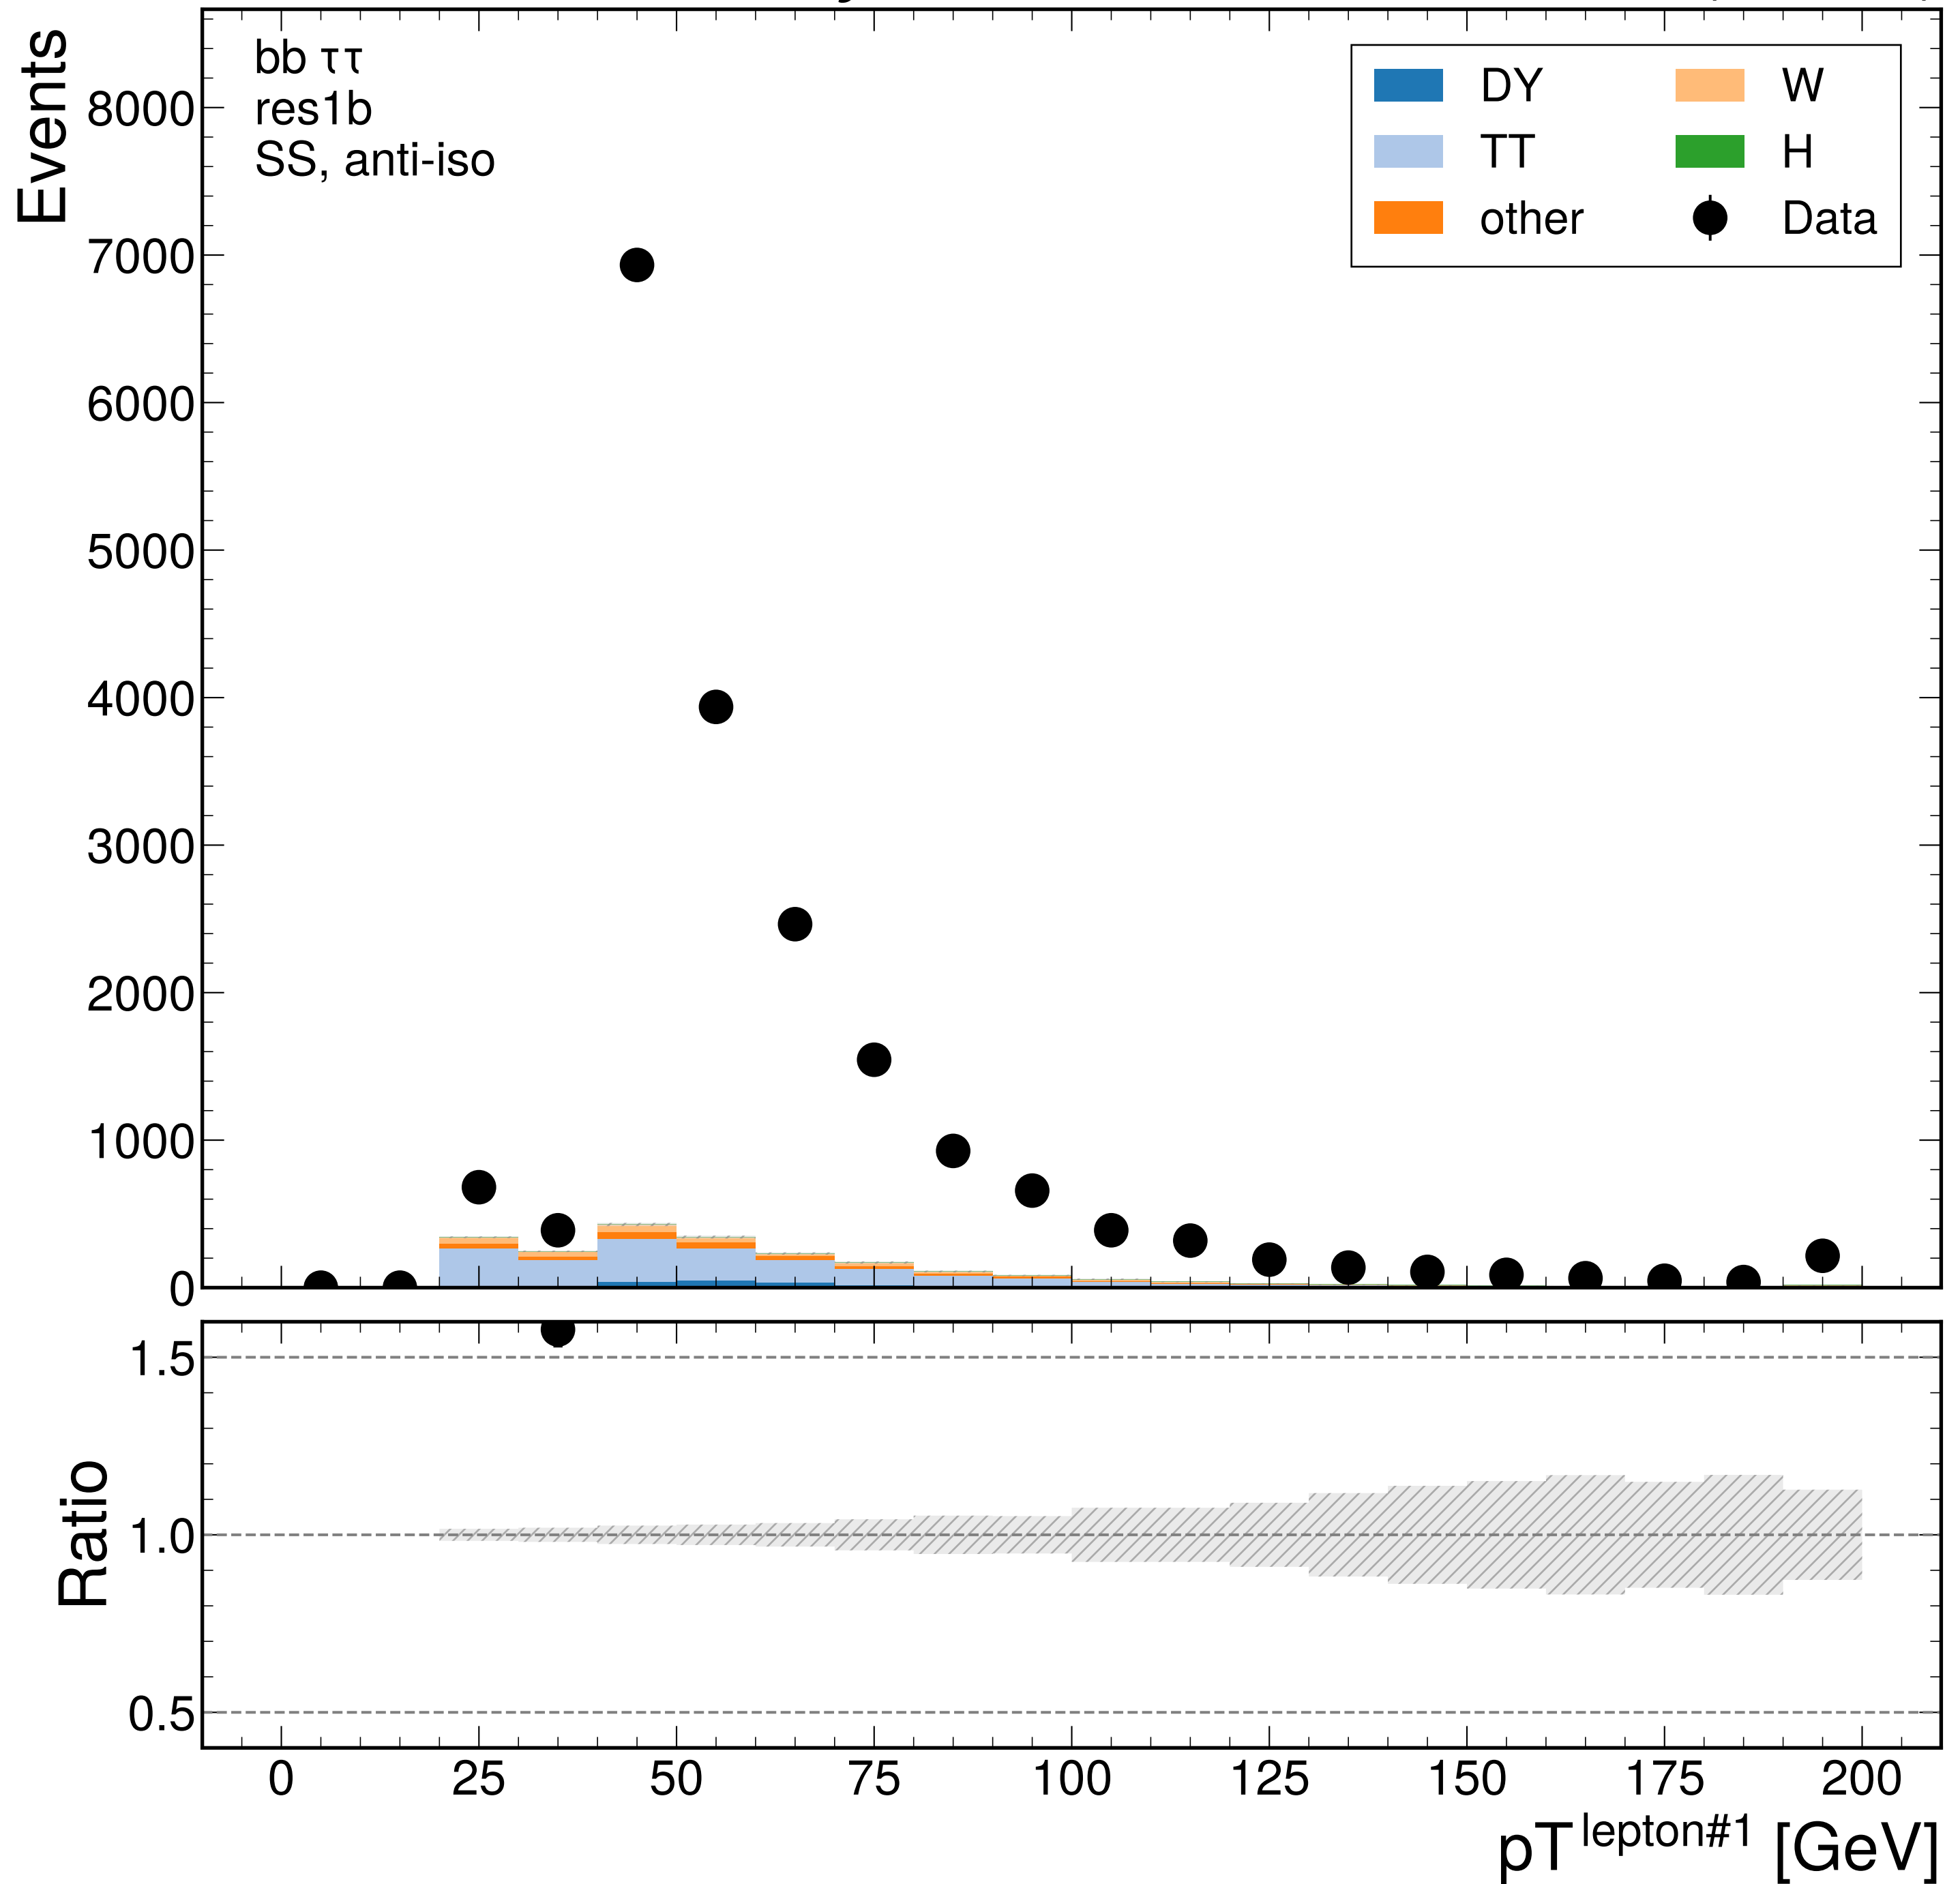 Events
8000
7000
6000
5000
4000
3000
2000
1000
0
bb ττ
res1b
SS, anti-iso
DY
TT
other
W
H
Data
Ratio
1.5
1.0
0.5
0 25 50 75 100 125 150 175 200
pT lepton#1 [GeV]